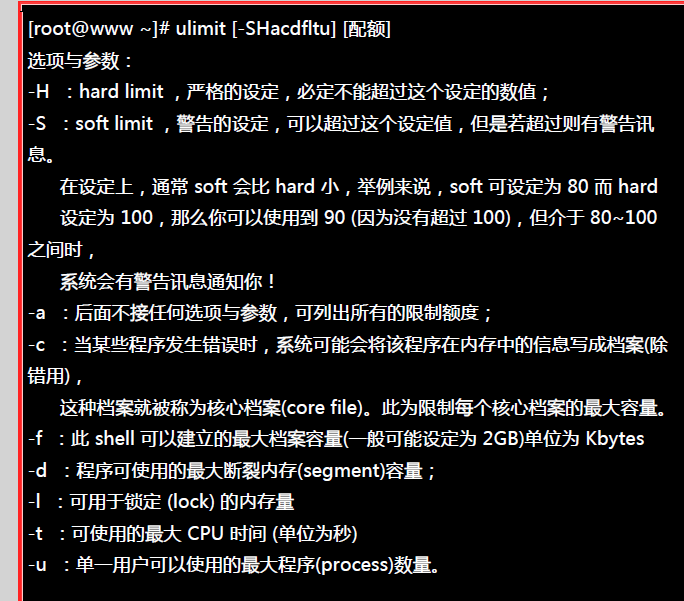 [root@www ~]# ulimit [-SHacdfltu] [配额]
选项与参数：
-H ：hard limit ，严格的设定，必定不能超过这个设定的数值；
-S ：soft limit ，警告的设定，可以超过这个设定值，但是若超过则有警告讯
息。
在设定上，通常 soft 会比 hard 小，举例来说，soft 可设定为 80 而 hard
设定为 100，那么你可以使用到 90 (因为没有超过 100)，但介于 80~100
之间时，
系统会有警告讯息通知你！
-a ：后面不接任何选项与参数，可列出所有的限制额度；
-c ：当某些程序发生错误时，系统可能会将该程序在内存中的信息写成档案(除
错用)，
这种档案就被称为核心档案(core file)。此为限制每个核心档案的最大容量。
-f ：此 shell 可以建立的最大档案容量(一般可能设定为 2GB)单位为 Kbytes
-d ：程序可使用的最大断裂内存(segment)容量；
-l ：可用于锁定 (lock) 的内存量
-t ：可使用的最大 CPU 时间 (单位为秒)
-u ：单一用户可以使用的最大程序(process)数量。